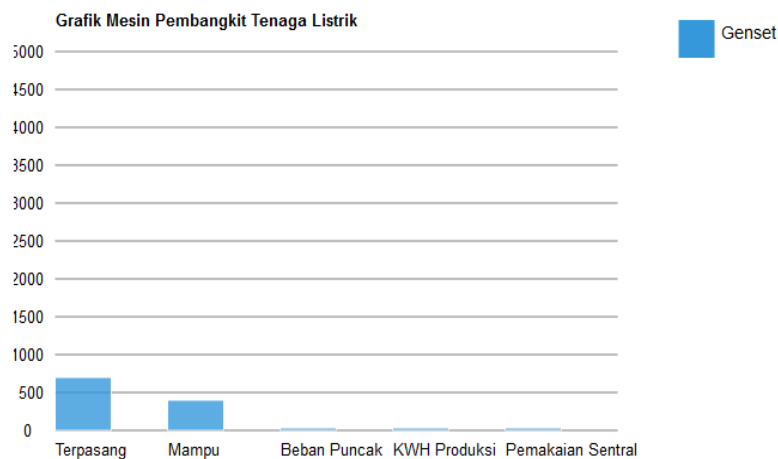 Grafik Mesin Pembangkit Tenaga Listrik
Genset
5000
4500
4000
3500
3000
2500
2000
1500
1000
500
0
Terpasang
Mampu
Beban Puncak
KWH Produksi
Pemakaian Sentral